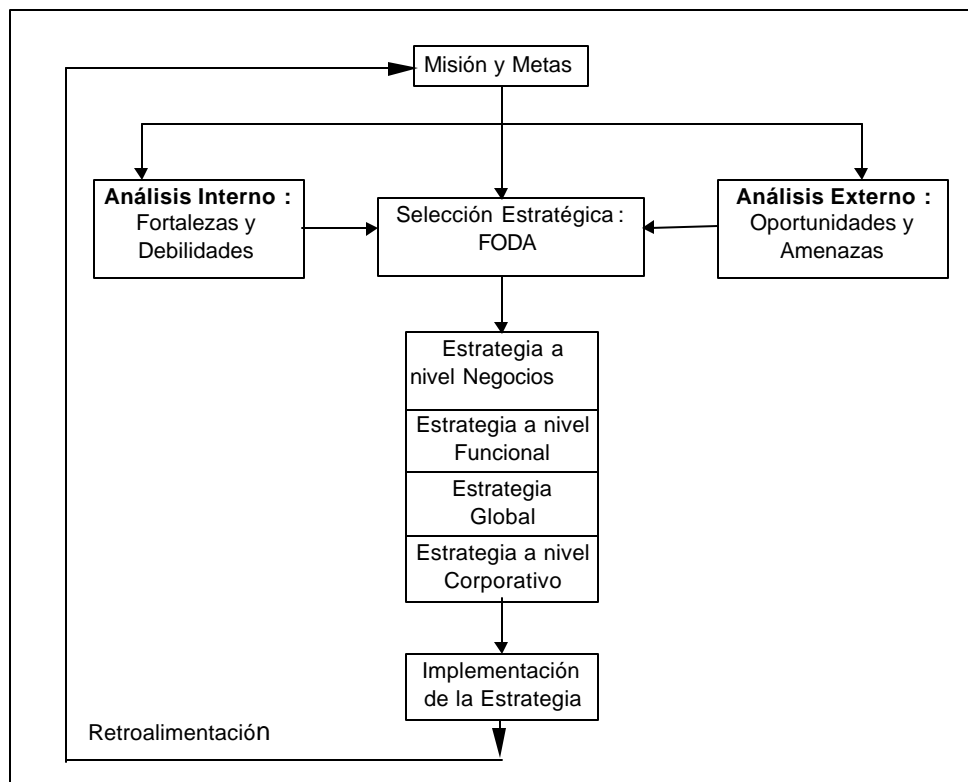 Misión y Metas
Análisis Interno :
Fortalezas y
Debilidades
Selección Estratégica :
FODA
Análisis Externo :
Oportunidades y
Amenazas
Estrategia a
nivel Negocios
Estrategia a nivel
Funcional
Estrategia
Global
Estrategia a nivel
Corporativo
Implementación
de la Estrategia
Retroalimentación